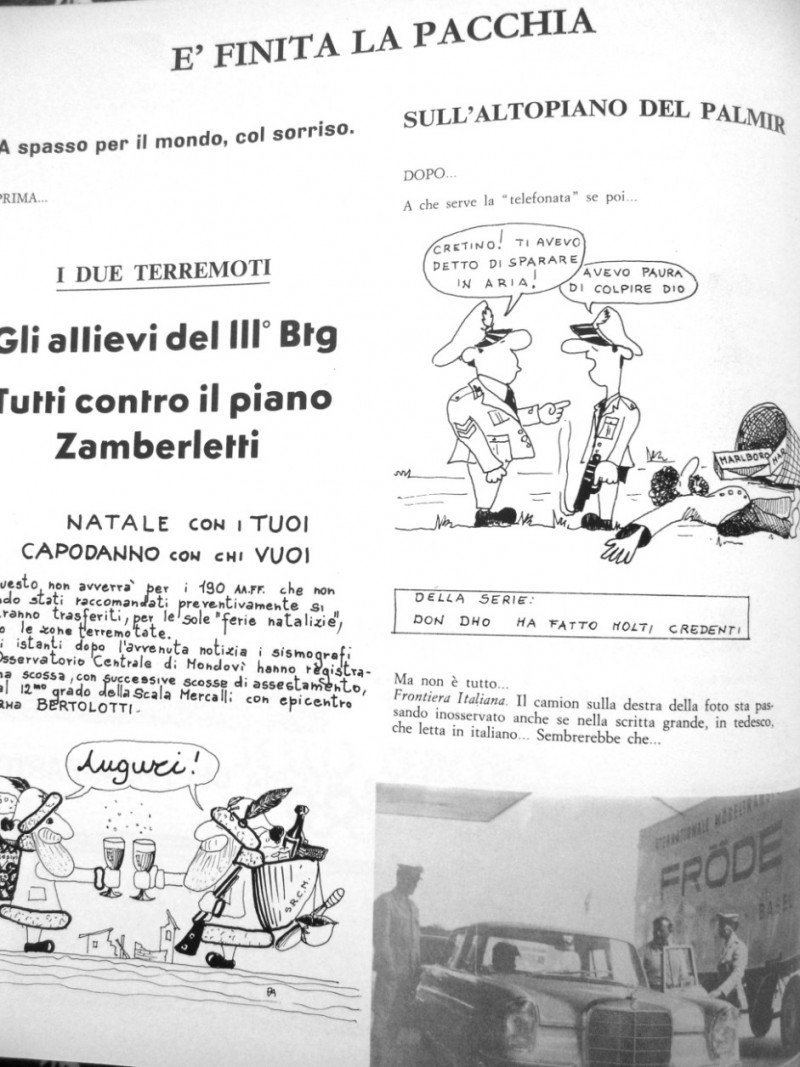 E' FINITA LA PACCHIA
A spasso per il mondo, col sorriso.
PRIMA...
I DUE TERREMOTI
Gli allievi del III° Btg
Tutti contro il piano
Zamberletti
NATALE CON I TUOI
CAPODANNO CON CHI VUOI
questo non avverrà per i 190 AA.FF. che non
stati raccomandati preventivamente si
ranno trasferiti, per le sole "ferie natalizie",
le zone terremotate.
istanti dopo l'avvenuta notizia i sismografi
Osservatorio Centrale di Mondovì hanno registra-
scossa, con successive scosse di assestamento,
al 12mo grado della Scala Mercalli con epicentro
BERTOLOTTI.
Auguri!
S.R.C.M.
SULL'ALTOPIANO DEL PALMIR
DOPO...
A che serve la "telefonata" se poi...
CRETINO! TI AVEVO
DETTO DI SPARARE
IN ARIA!
AVEVO PAURA
DI COLPIRE DIO
MARLBORO
MAR
DELLA SERIE:
DON DHO HA FATTO MOLTI CREDENTI
Ma non è tutto...
Frontiera Italiana. Il camion sulla destra della foto sta pas-
sando inosservato anche se nella scritta grande, in tedesco,
che letta in italiano... Sembrerebbe che...
TERNATIONALE MÖBELTRANS
FRÖDE
BASEL